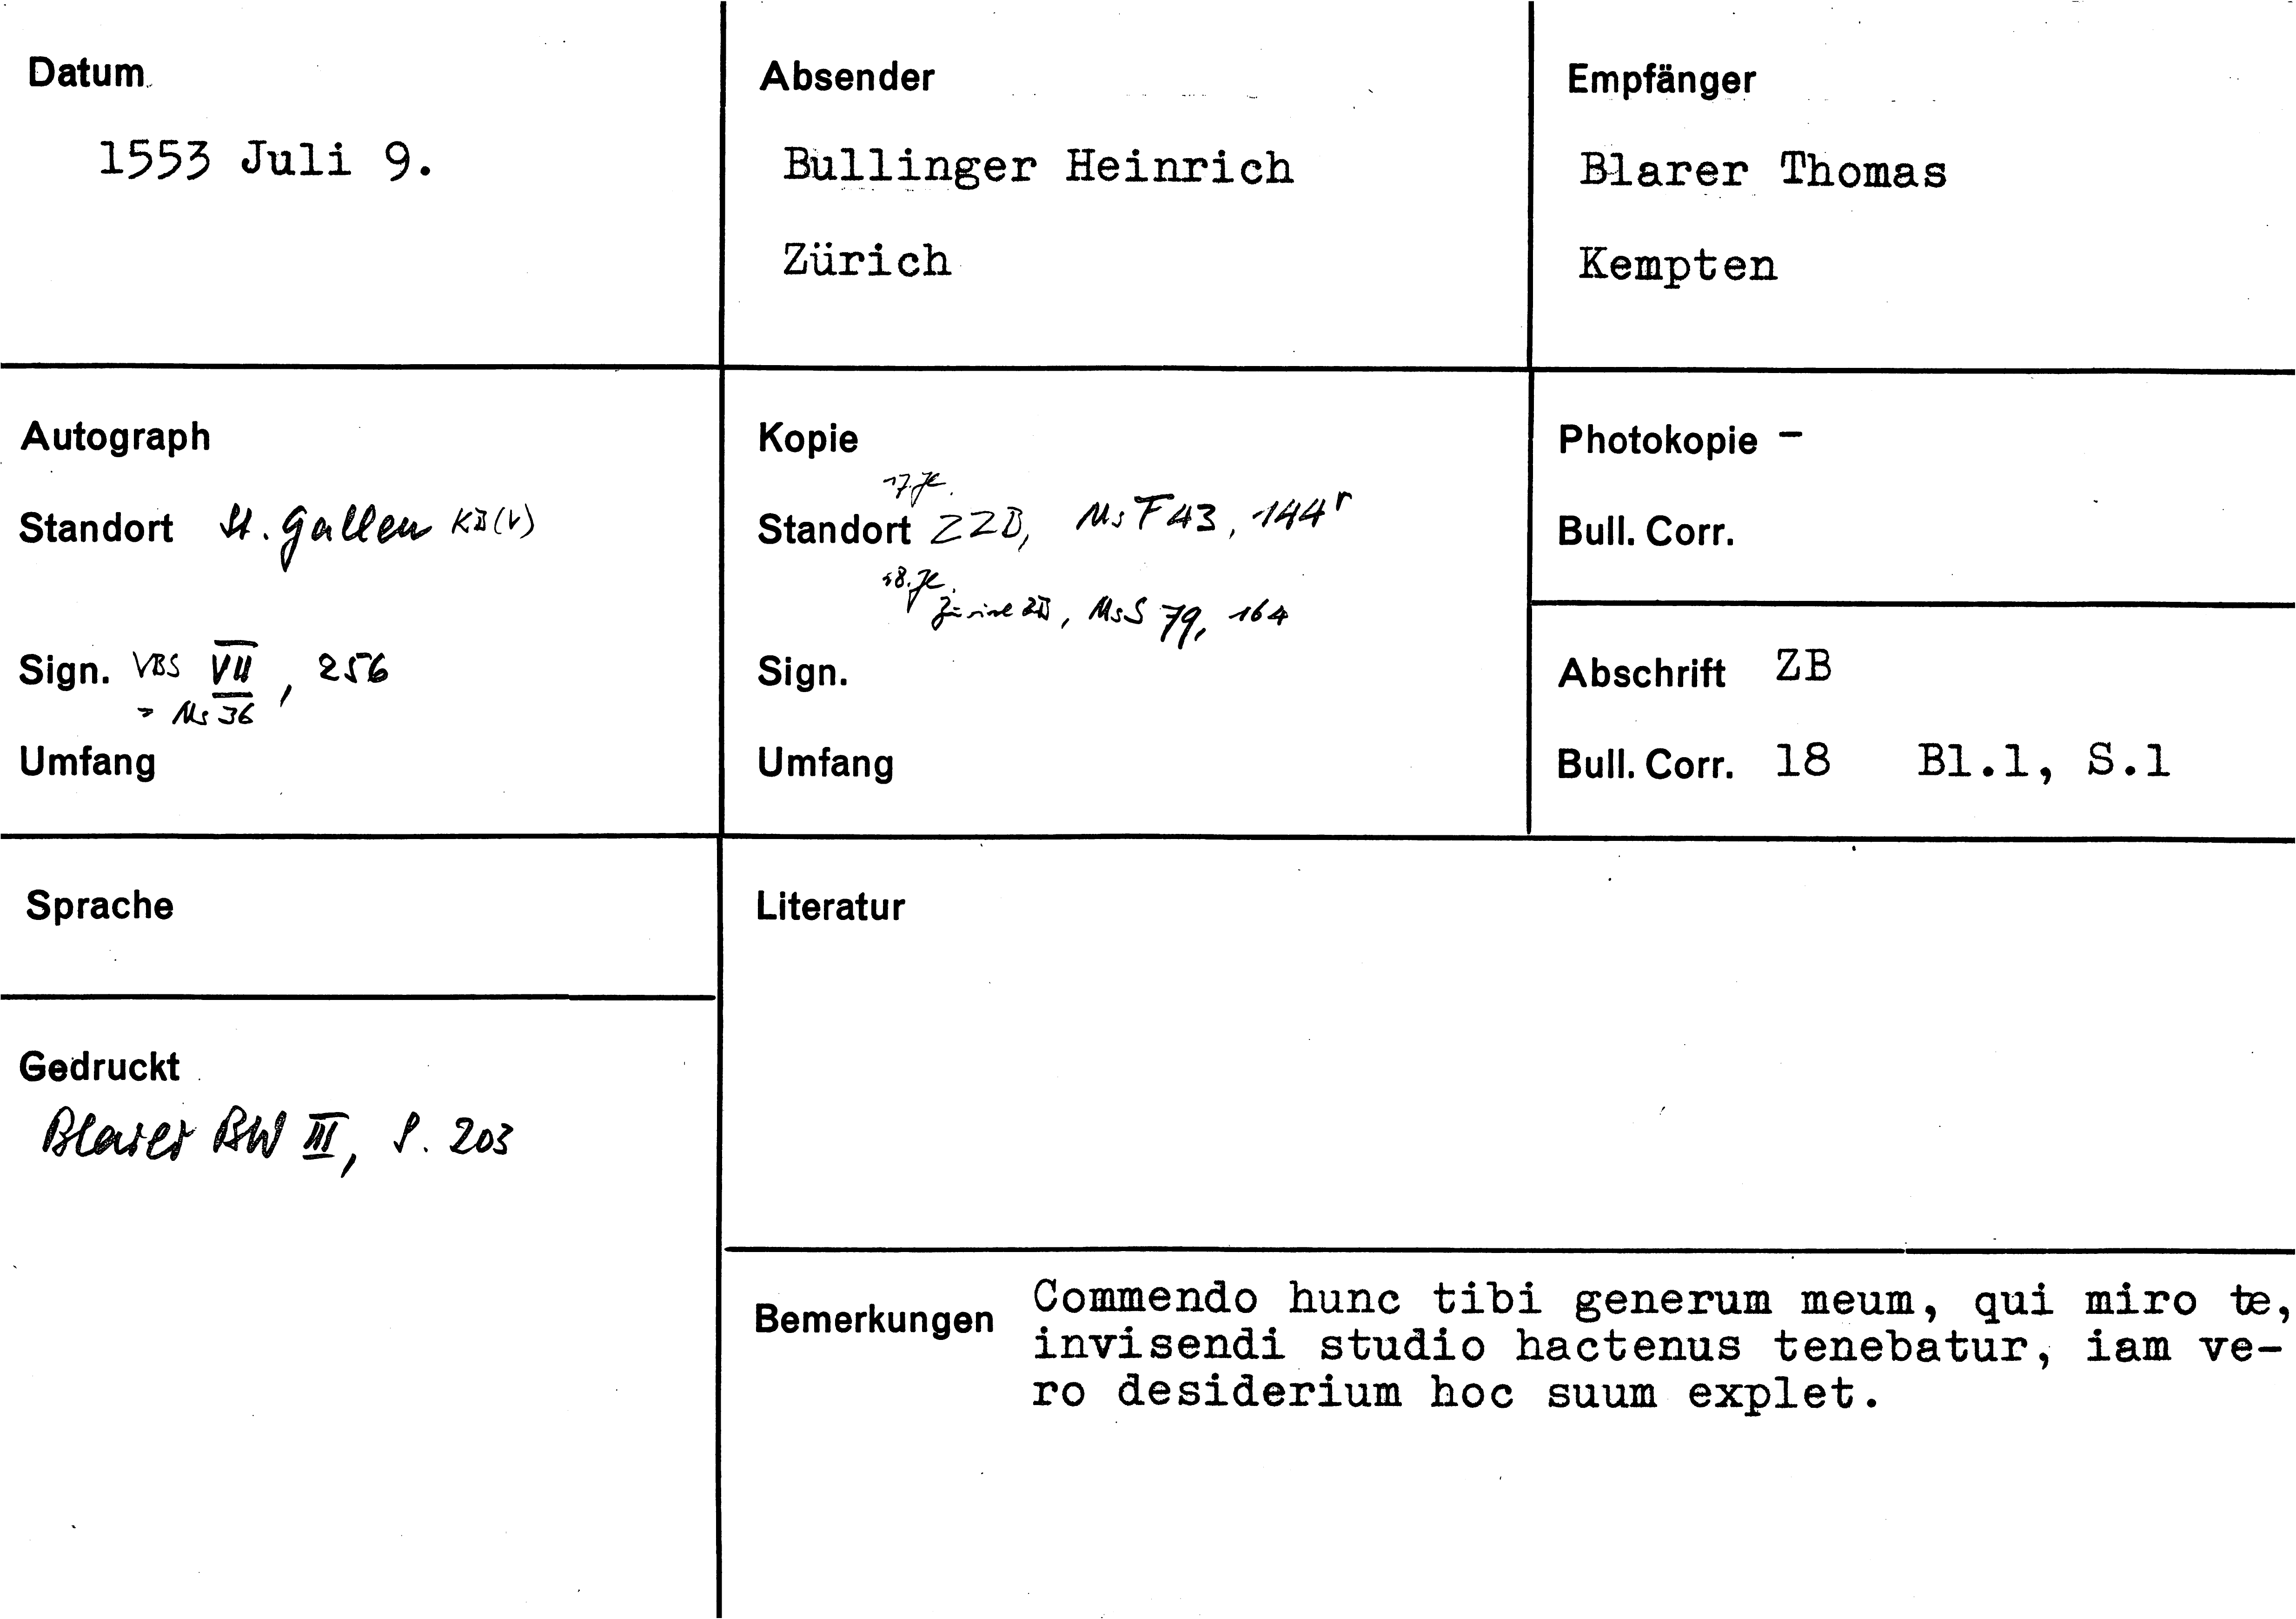 Datum
1553 Juli 9.
Absender
Bullinger Heinrich
Zürich
Empfänger
Blarer Thomas
Kempten
Autograph
Standort St. Gallen KB(V)
Sign. VBS VII, 256
= Ms 36
Umfang
Kopie
17. Jh.
Standort ZZB, Ms F 43, 144r
18. Jh.
Zürich ZB, Ms S 79, 164
Sign.
Umfang
Photokopie -
Bull. Corr.
Abschrift ZB
Bull. Corr. 18 Bl.1, S.1
Sprache
Gedruckt
Blarer BW III, S. 203
Literatur
Bemerkungen
Commendo hunc tibi generum meum, qui miro te,
invisendi studio hactenus tenebatur, iam ve-
ro desiderium hoc suum explet.